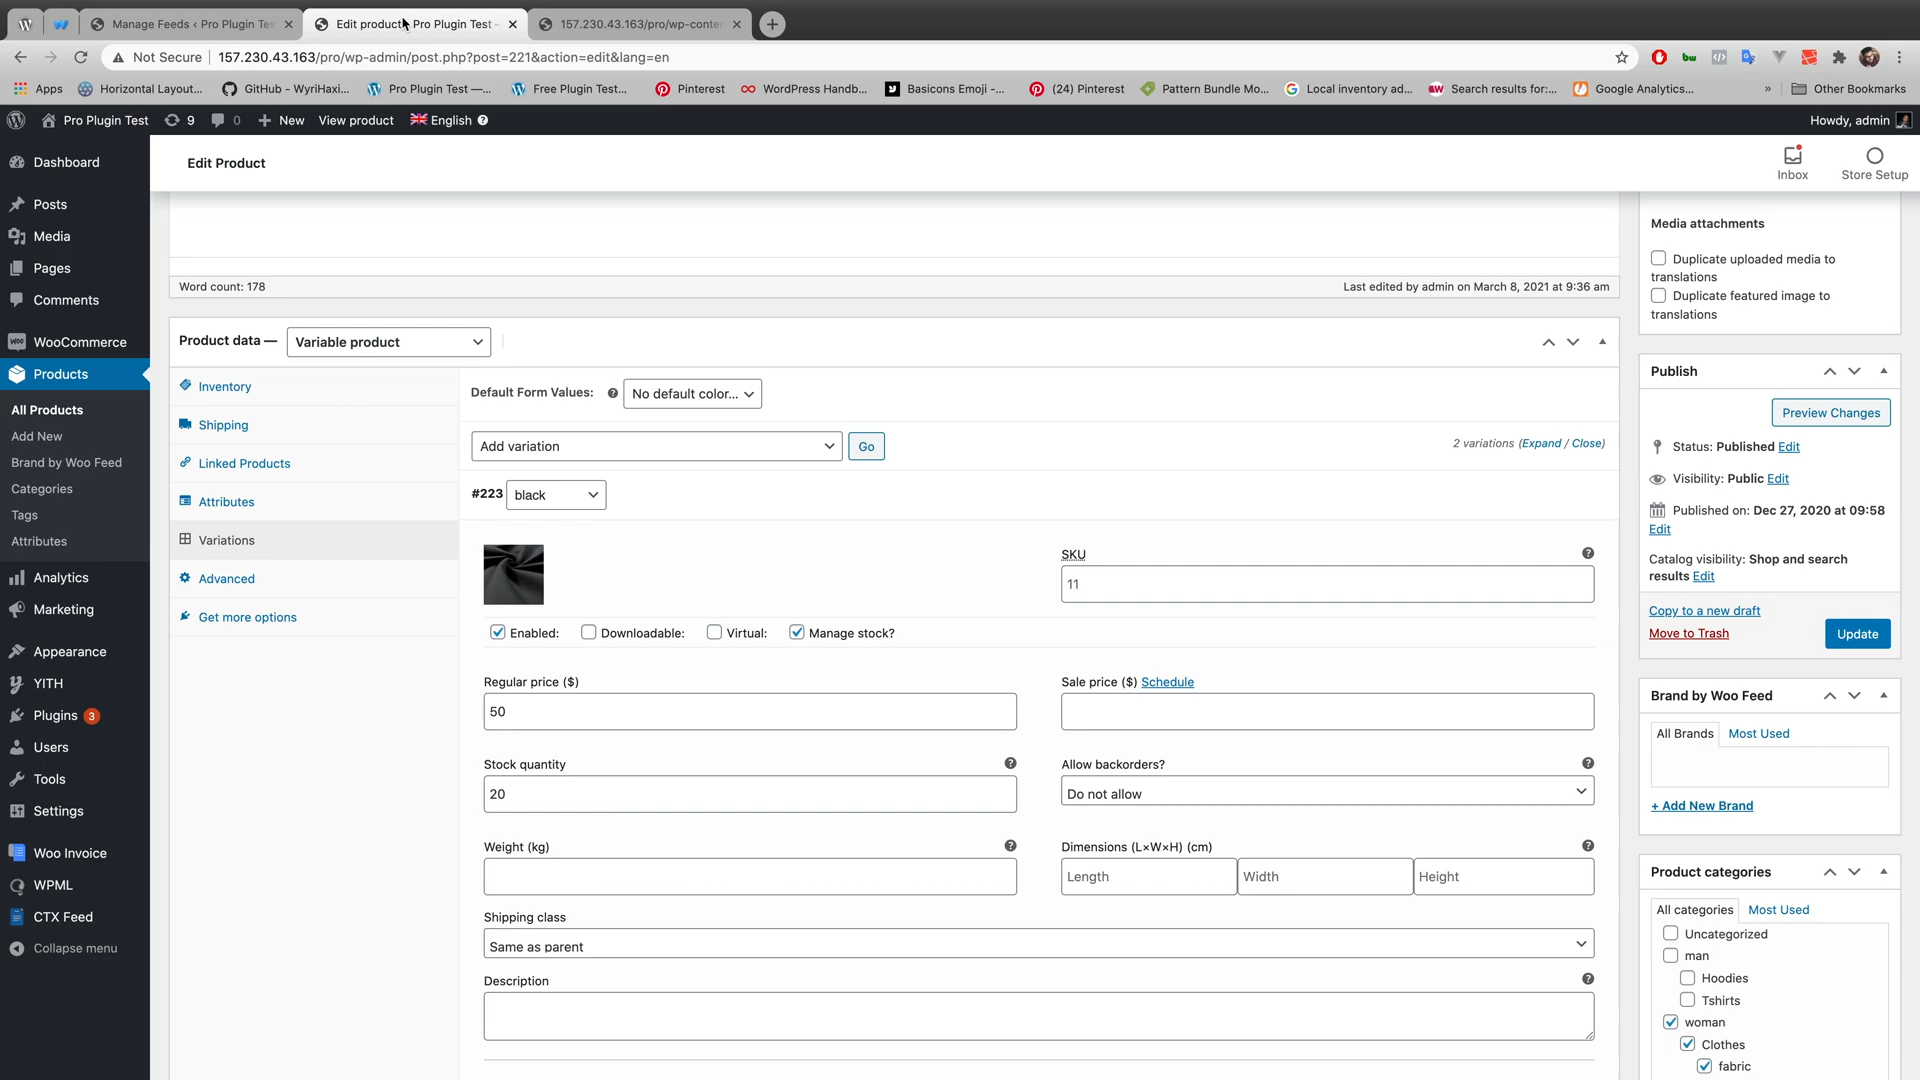 Manage Feeds ‹ Pro Plugin Tes
Edit product ‹ Pro Plugin Test -
157.230.43.163/pro/wp-conten
Not Secure
157.230.43.163/pro/wp-admin/post.php?post=221&action=edit&lang=en
Apps
Horizontal Layout...
GitHub - WyriHaxi...
Pro Plugin Test —...
Free Plugin Test...
Pinterest
WordPress Handb...
Basicons Emoji -...
(24) Pinterest
Pattern Bundle Mo...
Local inventory ad...
Search results for:...
Google Analytics...
»
Other Bookmarks
Pro Plugin Test
9
0
New
View product
English
Howdy, admin
Dashboard
Posts
Media
Pages
Comments
WooCommerce
Products
All Products
Add New
Brand by Woo Feed
Categories
Tags
Attributes
Analytics
Marketing
Appearance
YITH
Plugins 3
Users
Tools
Settings
Woo Invoice
WPML
CTX Feed
Collapse menu
Edit Product
Inbox
Store Setup
Word count: 178
Last edited by admin on March 8, 2021 at 9:36 am
Product data —
Variable product
Inventory
Shipping
Linked Products
Attributes
Variations
Advanced
Get more options
Default Form Values:
No default color...
Add variation
Go
2 variations (Expand / Close)
#223
black
SKU
11
Enabled:
Downloadable:
Virtual:
Manage stock?
Regular price ($)
50
Sale price ($) Schedule
Stock quantity
20
Allow backorders?
Do not allow
Weight (kg)
Dimensions (L×W×H) (cm)
Length
Width
Height
Shipping class
Same as parent
Description
Media attachments
Duplicate uploaded media to
translations
Duplicate featured image to
translations
Publish
Preview Changes
Status: Published Edit
Visibility: Public Edit
Published on: Dec 27, 2020 at 09:58
Edit
Catalog visibility: Shop and search
results Edit
Copy to a new draft
Move to Trash
Update
Brand by Woo Feed
All Brands
Most Used
+ Add New Brand
Product categories
All categories
Most Used
Uncategorized
man
Hoodies
Tshirts
woman
Clothes
fabric